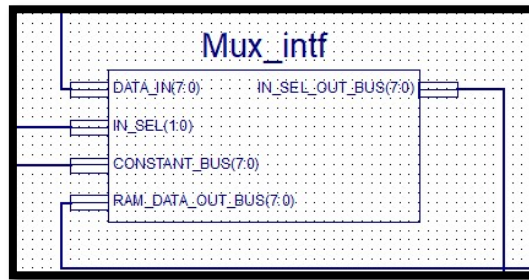 Mux_intf
DATA_IN(7:0) IN_SEL_OUT_BUS(7:0)
IN_SEL(1:0)
CONSTANT_BUS(7:0)
RAM_DATA_OUT_BUS(7:0)